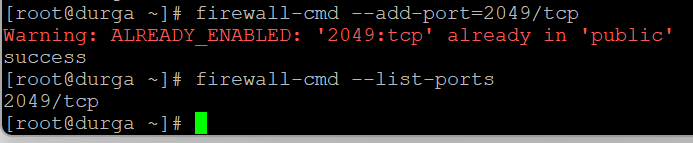 [root@durga ~]# firewall-cmd --add-port=2049/tcp
Warning: ALREADY_ENABLED: '2049:tcp' already in 'public'
success
[root@durga ~]# firewall-cmd --list-ports
2049/tcp
[root@durga ~]#